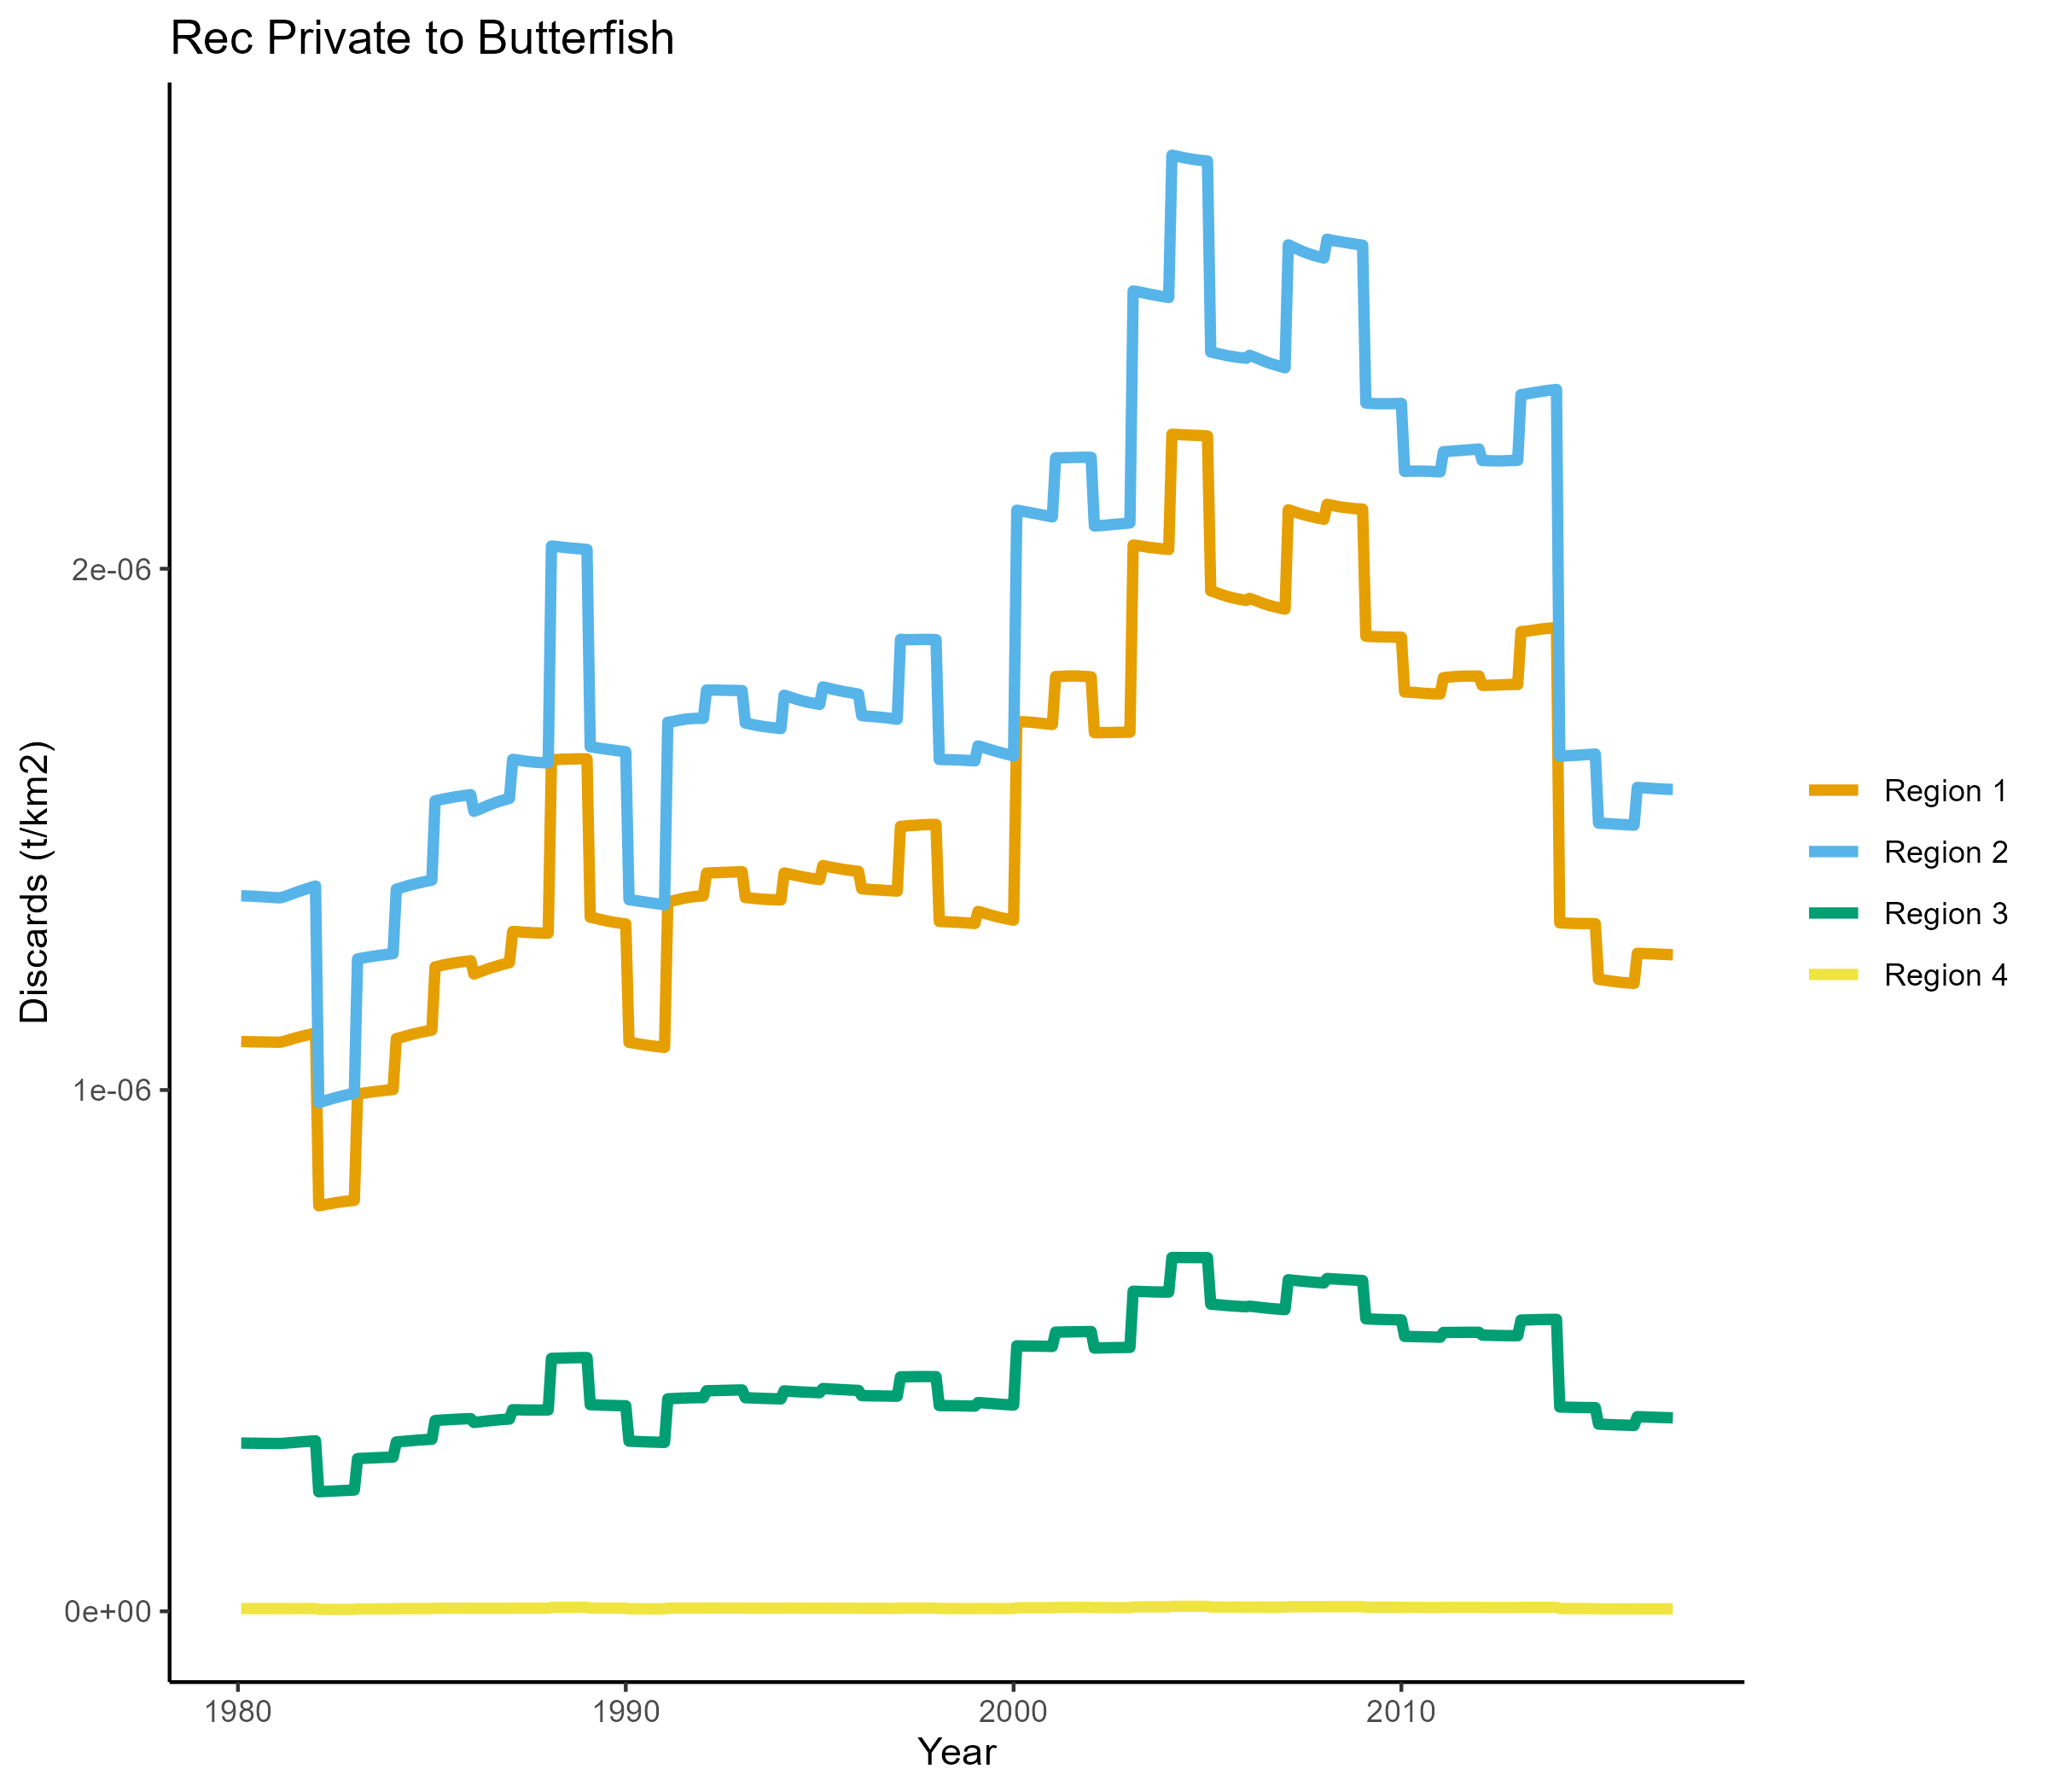 Rec Private to Butterfish
Discards (t/km2)
2e-06
1e-06
0e+00
1980
1990
2000
2010
Year
Region 1
Region 2
Region 3
Region 4